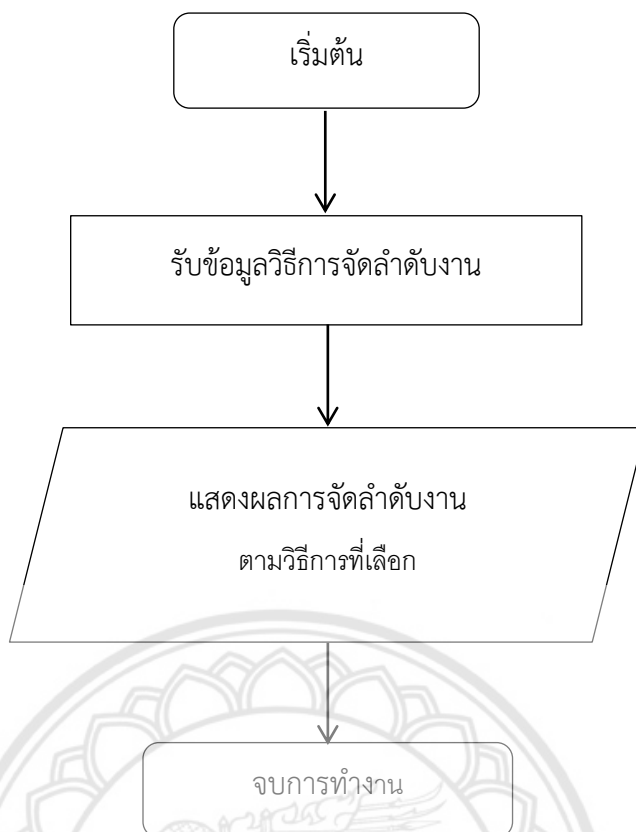 เริ่มต้น
รับข้อมูลวิธีการจัดลำดับงาน
แสดงผลการจัดลำดับงาน
ตามวิธีการที่เลือก
จบการทำงาน